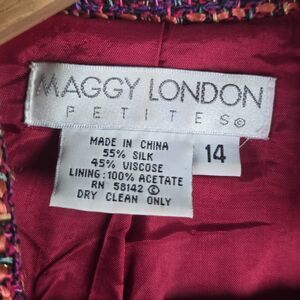 MAGGY LONDON
PETITES©
MADE IN CHINA
55% SILK
45% VISCOSE
LINING: 100% ACETATE
RN 58142 ©
DRY CLEAN ONLY
14